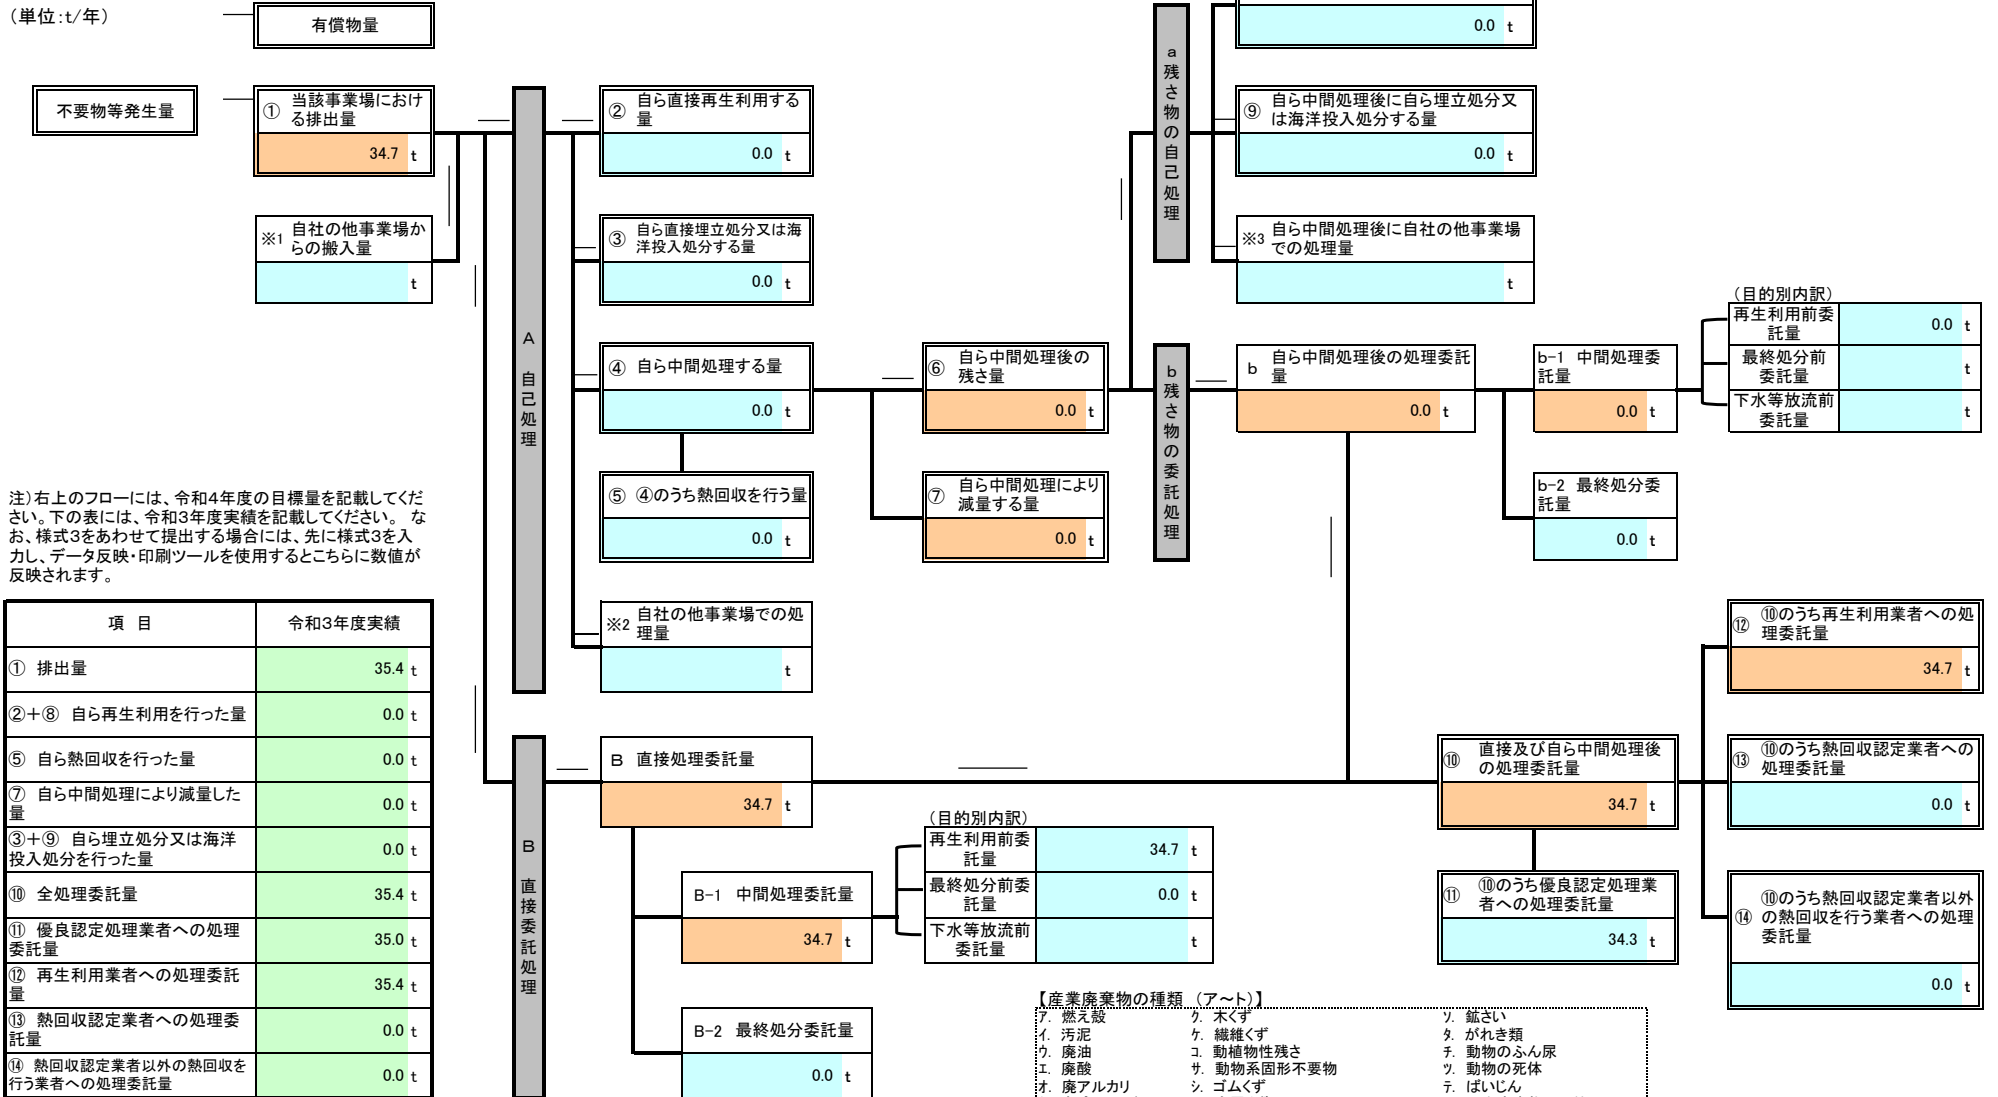 （単位：t/年）
有償物量
0.0 t
不要物等発生量
① 当該事業場におけ
る排出量
34.7 t
※1 自社の他事業場か
らの搬入量
t
A 自己処理
② 自ら直接再生利用する
量
0.0 t
③ 自ら直接埋立処分又は海
洋投入処分する量
0.0 t
④ 自ら中間処理する量
0.0 t
⑤ ④のうち熱回収を行う量
0.0 t
※2 自社の他事業場での処
理量
t
⑥ 自ら中間処理後の
残さ量
0.0 t
⑦ 自ら中間処理により
減量する量
0.0 t
a 残さ物の自己処理
⑨ 自ら中間処理後に自ら埋立処分又
は海洋投入処分する量
0.0 t
※3 自ら中間処理後に自社の他事業場
での処理量
t
b 残さ物の委託処理
b 自ら中間処理後の処理委託
量
0.0 t
b-1 中間処理委
託量
0.0 t
b-2 最終処分委
託量
0.0 t
（目的別内訳）
再生利用前委
託量
0.0 t
最終処分前
委託量
t
下水等放流前
委託量
t
注）右上のフローには、令和4年度の目標量を記載してくだ
さい。下の表には、令和3年度実績を記載してください。 な
お、様式3をあわせて提出する場合には、先に様式3を入
力し、データ反映・印刷ツールを使用するとこちらに数値が
反映されます。
項 目 令和3年度実績
① 排出量 35.4 t
②＋⑧ 自ら再生利用を行った量 0.0 t
⑤ 自ら熱回収を行った量 0.0 t
⑦ 自ら中間処理により減量した
量 0.0 t
③＋⑨ 自ら埋立処分又は海洋
投入処分を行った量 0.0 t
⑩ 全処理委託量 35.4 t
⑪ 優良認定処理業者への処理
委託量 35.0 t
⑫ 再生利用業者への処理委託
量 35.4 t
⑬ 熱回収認定業者への処理委
託量 0.0 t
⑭ 熱回収認定業者以外の熱回収を
行う業者への処理委託量 0.0 t
B 直接委託処理
B 直接処理委託量
34.7 t
B-1 中間処理委託量
34.7 t
B-2 最終処分委託量
0.0 t
（目的別内訳）
再生利用前委
託量
34.7 t
最終処分前委
託量
0.0 t
下水等放流前
委託量
t
⑩ 直接及び自ら中間処理後
の処理委託量
34.7 t
⑪ ⑩のうち優良認定処理業
者への処理委託量
34.3 t
⑫ ⑩のうち再生利用業者への処
理委託量
34.7 t
⑬ ⑩のうち熱回収認定業者への
処理委託量
0.0 t
⑭ ⑩のうち熱回収認定業者以外
の熱回収を行う業者への処理
委託量
0.0 t
【産業廃棄物の種類 （ア～ト）】
ア. 燃え殻 ク. 木くず ソ. 鉱さい
イ. 汚泥 ケ. 繊維くず タ. がれき類
ウ. 廃油 コ. 動植物性残さ チ. 動物のふん尿
エ. 廃酸 サ. 動物系固形不要物 ツ. 動物の死体
オ. 廃アルカリ シ. ゴムくず テ. ばいじん